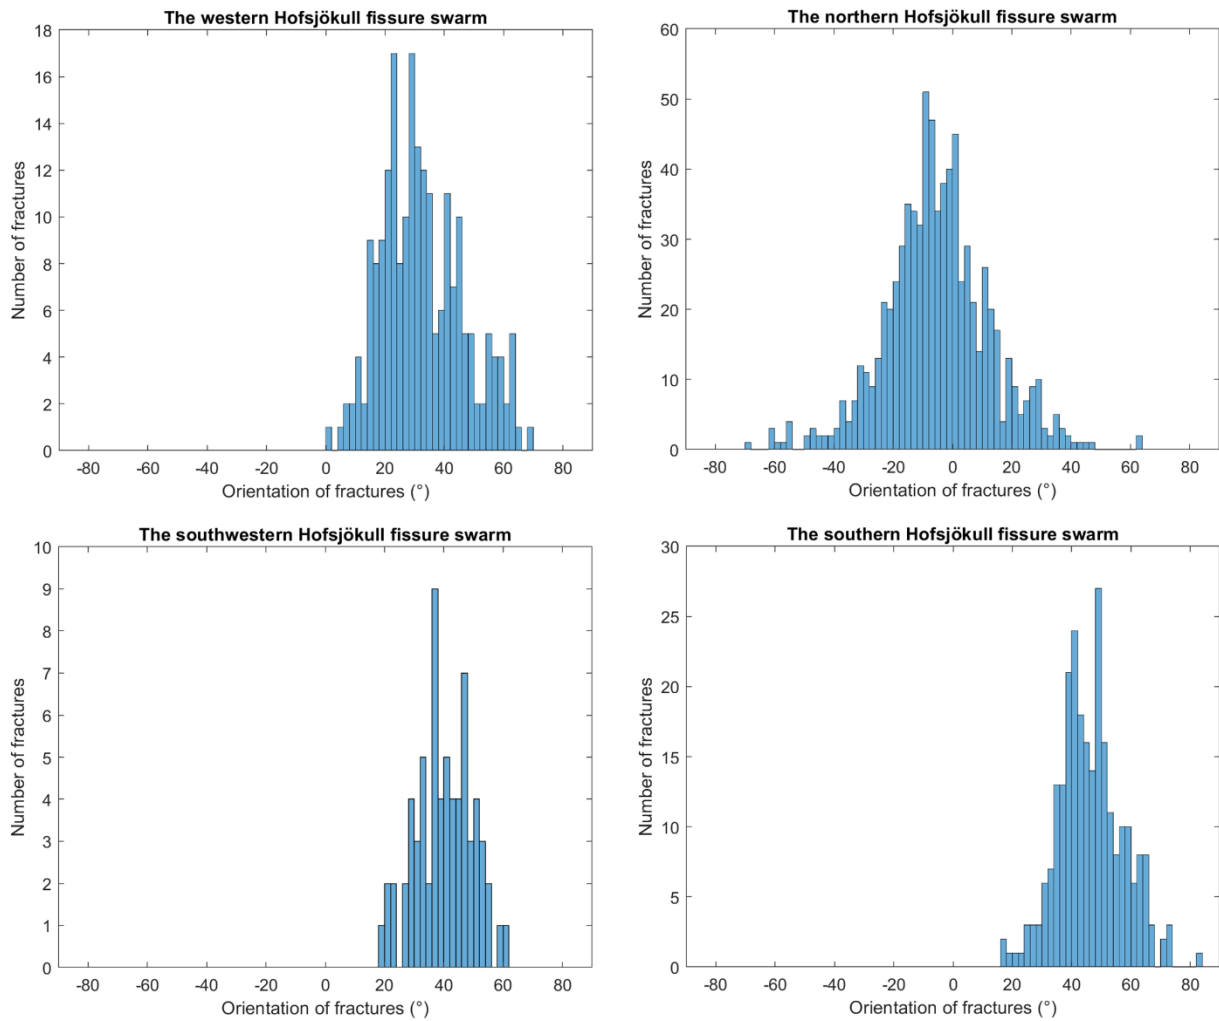 The western Hofsjökull fissure swarm
18
16
14
12
10
8
6
4
2
0
Number of fractures
-80 -60 -40 -20 0 20 40 60 80
Orientation of fractures (°)
The northern Hofsjökull fissure swarm
60
50
40
30
20
10
0
Number of fractures
-80 -60 -40 -20 0 20 40 60 80
Orientation of fractures (°)
The southwestern Hofsjökull fissure swarm
10
9
8
7
6
5
4
3
2
1
0
Number of fractures
-80 -60 -40 -20 0 20 40 60 80
Orientation of fractures (°)
The southern Hofsjökull fissure swarm
30
25
20
15
10
5
0
Number of fractures
-80 -60 -40 -20 0 20 40 60 80
Orientation of fractures (°)